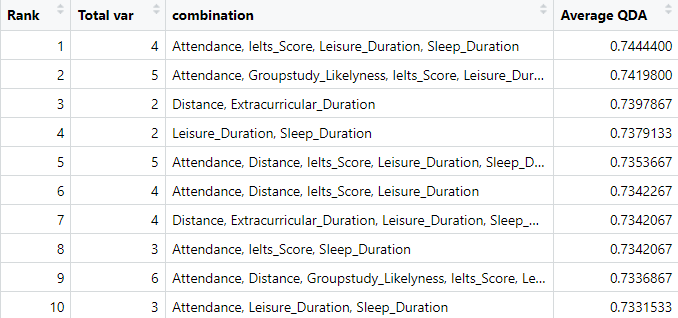 Rank Total var combination Average QDA
1 4 Attendance, Ielts_Score, Leisure_Duration, Sleep_Duration 0.7444400
2 5 Attendance, Groupstudy_Likelyness, Ielts_Score, Leisure_Dur... 0.7419800
3 2 Distance, Extracurricular_Duration 0.7397867
4 2 Leisure_Duration, Sleep_Duration 0.7379133
5 5 Attendance, Distance, Ielts_Score, Leisure_Duration, Sleep_D... 0.7353667
6 4 Attendance, Distance, Ielts_Score, Leisure_Duration 0.7342267
7 4 Distance, Extracurricular_Duration, Leisure_Duration, Sleep_... 0.7342067
8 3 Attendance, Ielts_Score, Sleep_Duration 0.7342067
9 6 Attendance, Distance, Groupstudy_Likelyness, Ielts_Score, Le... 0.7336867
10 3 Attendance, Leisure_Duration, Sleep_Duration 0.7331533